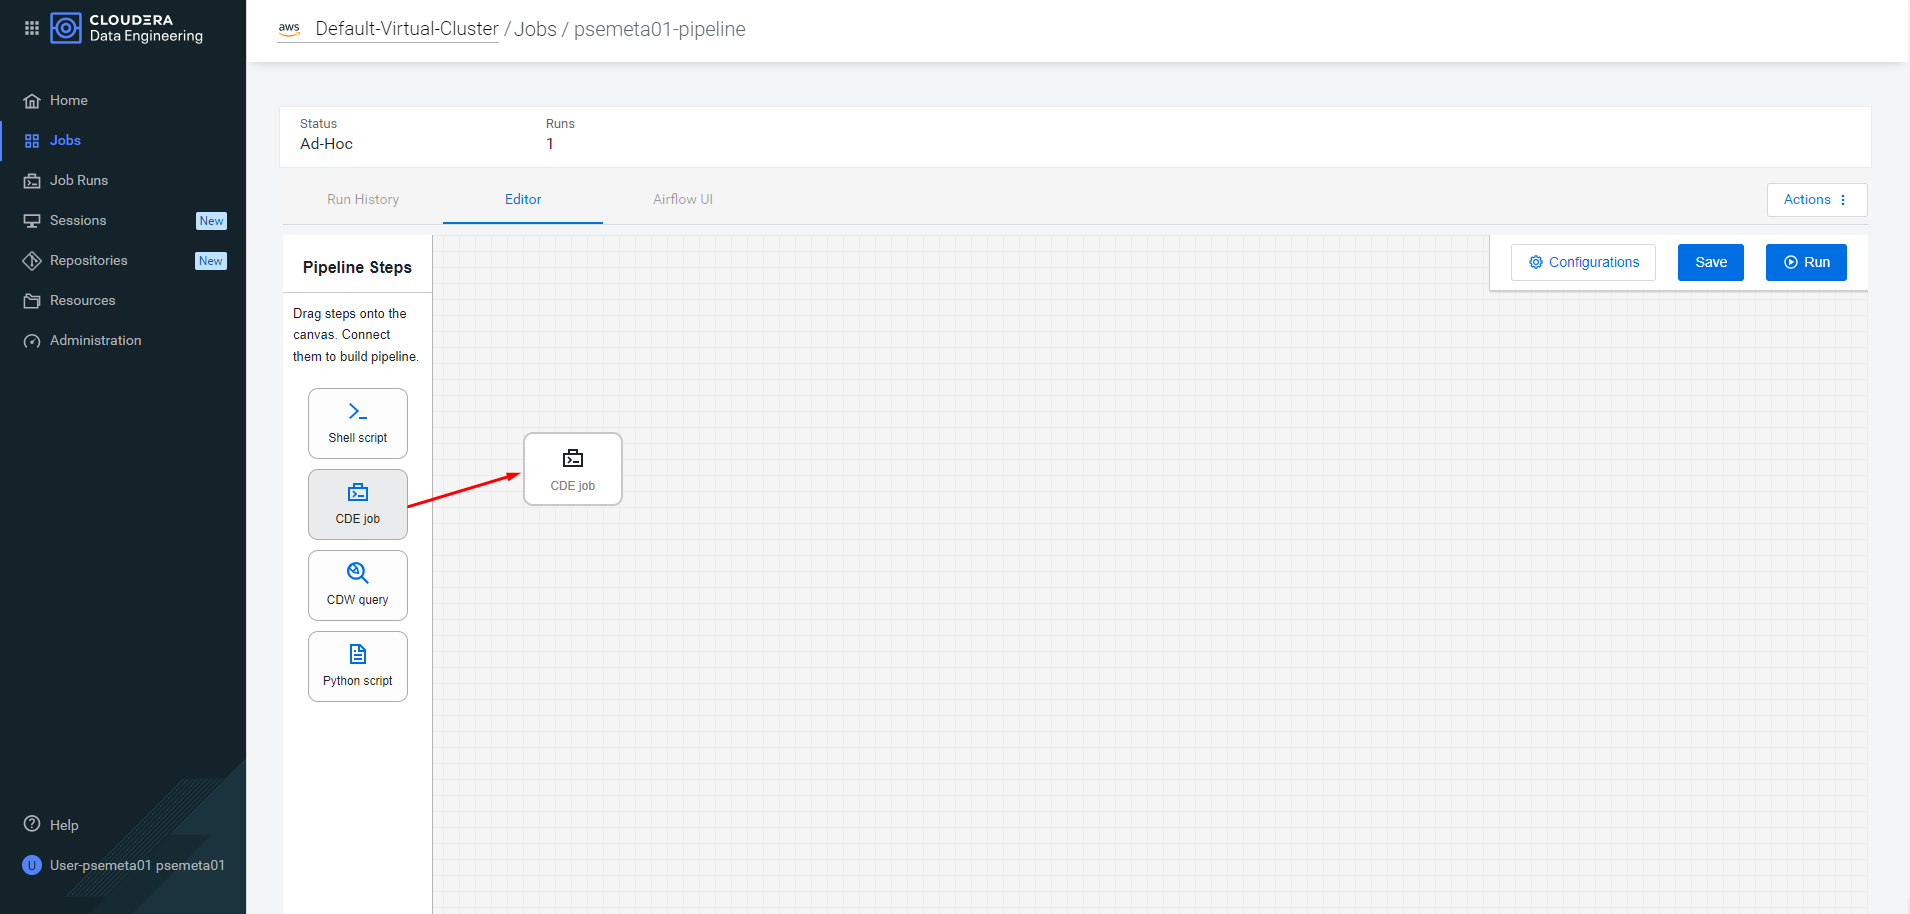 CLOUDERA
Data Engineering
Home
Jobs
Job Runs
Sessions New
Repositories New
Resources
Administration
Help
U User-psemeta01 psemeta01
aws Default-Virtual-Cluster / Jobs / psemeta01-pipeline
Status
Ad-Hoc
Runs
1
Run History Editor Airflow UI
Actions
Pipeline Steps
Drag steps onto the
canvas. Connect
them to build pipeline.
Shell script
CDE job
CDW query
Python script
CDE job
Configurations Save Run